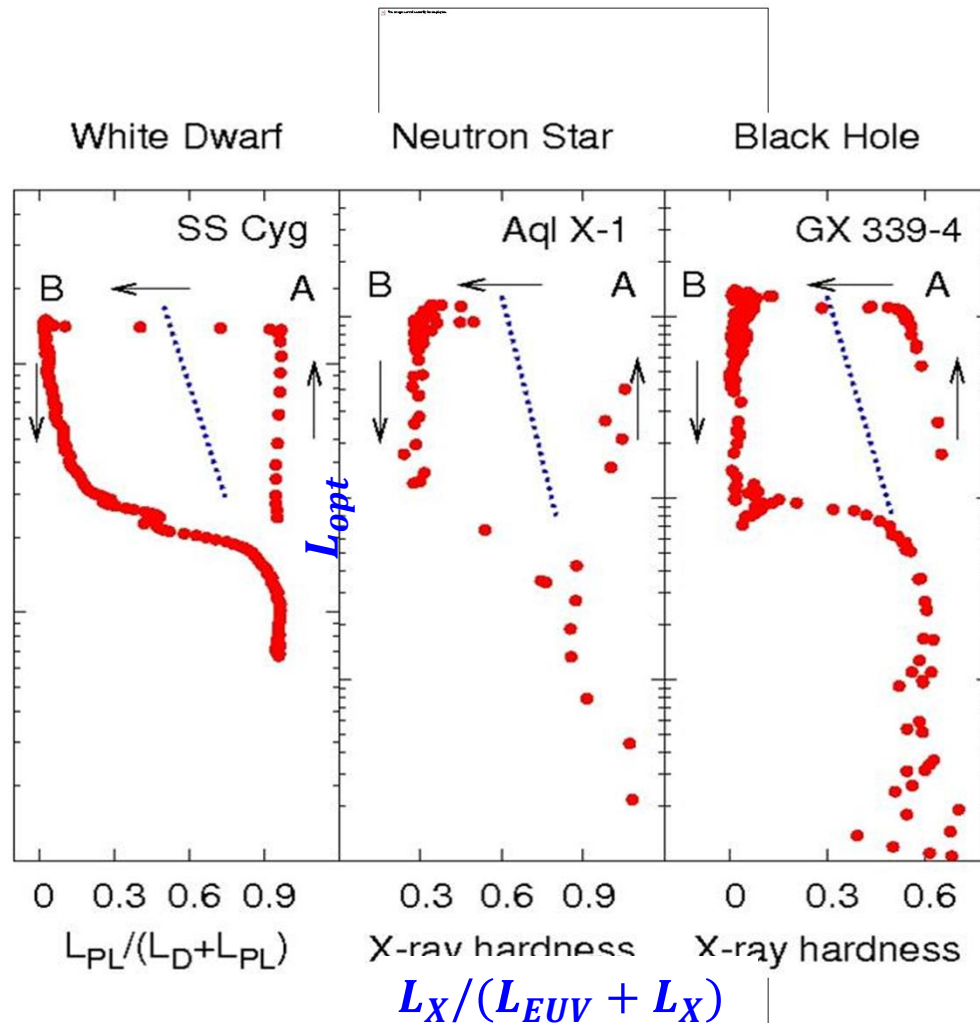 White Dwarf
Neutron Star
Black Hole
SS Cyg
Aql X-1
GX 339-4
B
A
B
A
B
A
L_opt
0 0.3 0.6 0.9
0.3 0.6 0.9
0 0.3 0.6
L_PL/(L_D+L_PL)
X-ray hardness
X-ray hardness
L_X/(L_EUV + L_X)